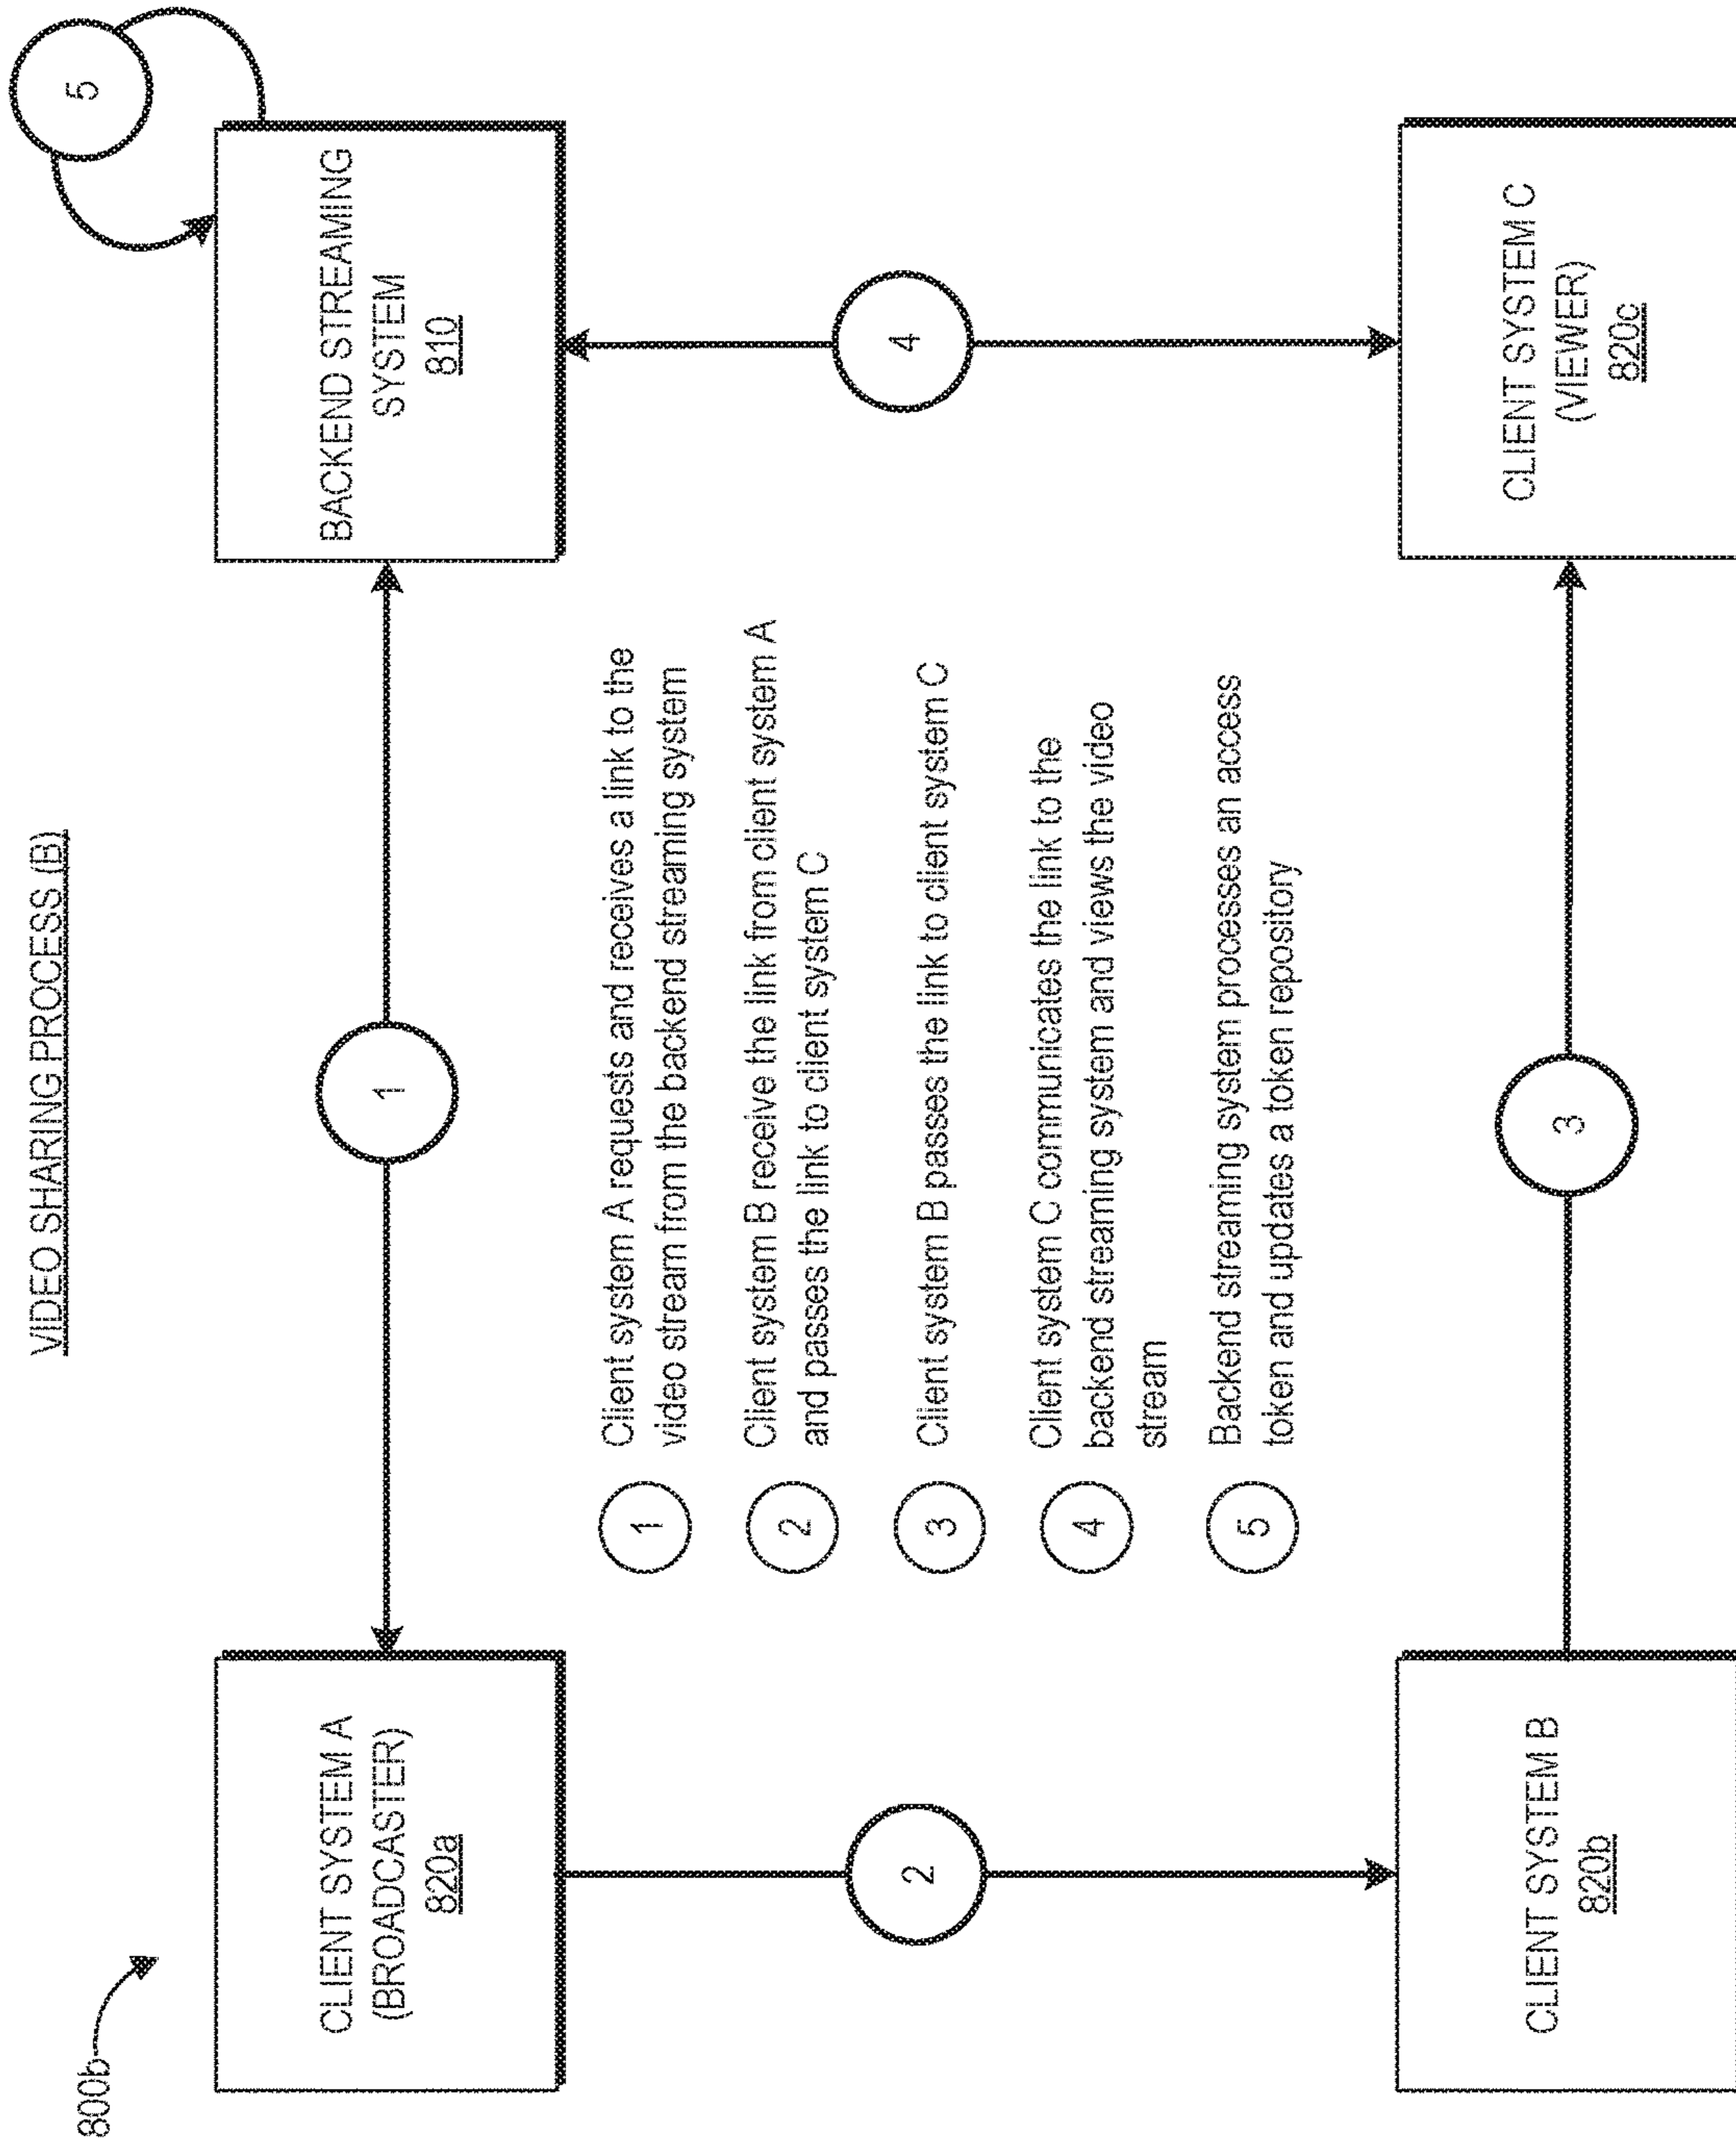 VIDEO SHARING PROCESS (B)
800b
CLIENT SYSTEM A
(BROADCASTER)
820a
1
BACKEND STREAMING
SYSTEM
810
5
2
4
1 Client system A requests and receives a link to the
video stream from the backend streaming system
2 Client system B receive the link from client system A
and passes the link to client system C
3 Client system B passes the link to client system C
4 Client system C communicates the link to the
backend streaming system and views the video
stream
5 Backend streaming system processes an access
token and updates a token repository
CLIENT SYSTEM B
820b
3
CLIENT SYSTEM C
(VIEWER)
820c